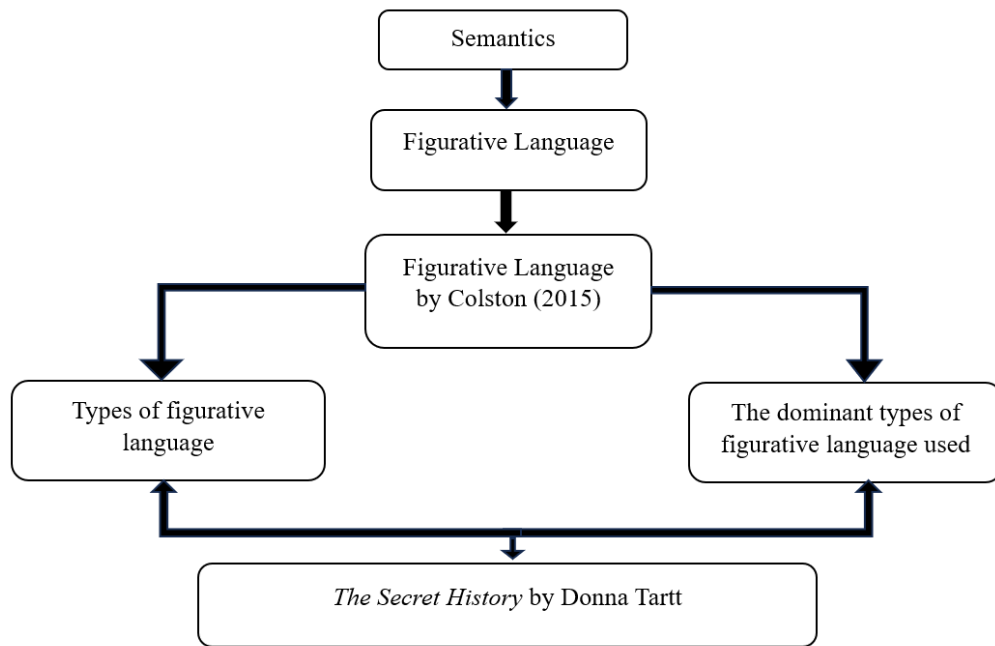 Semantics
Figurative Language
Figurative Language
by Colston (2015)
Types of figurative
language
The dominant types of
figurative language used
The Secret History by Donna Tartt